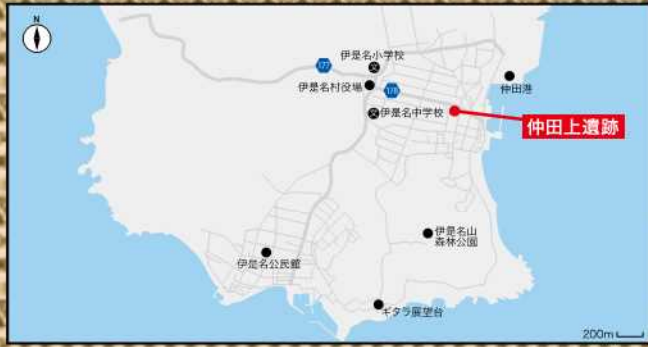 N
伊是名小学校
177
文
伊是名村役場
178
仲田港
文
伊是名中学校
仲田上遺跡
伊是名山
森林公園
伊是名公民館
ギタラ展望台
200m